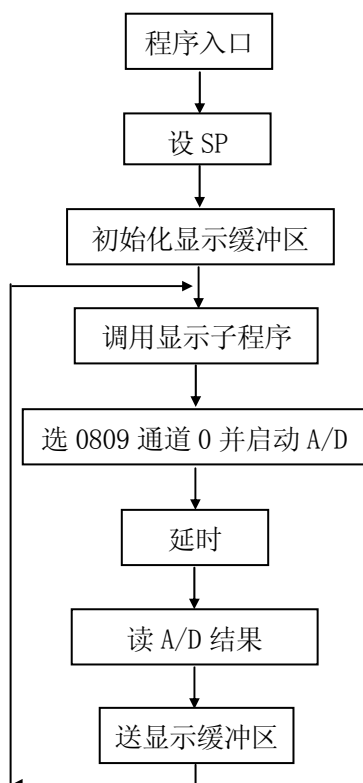 程序入口
设 SP
初始化显示缓冲区
调用显示子程序
选 0809 通道 0 并启动 A/D
延时
读 A/D 结果
送显示缓冲区